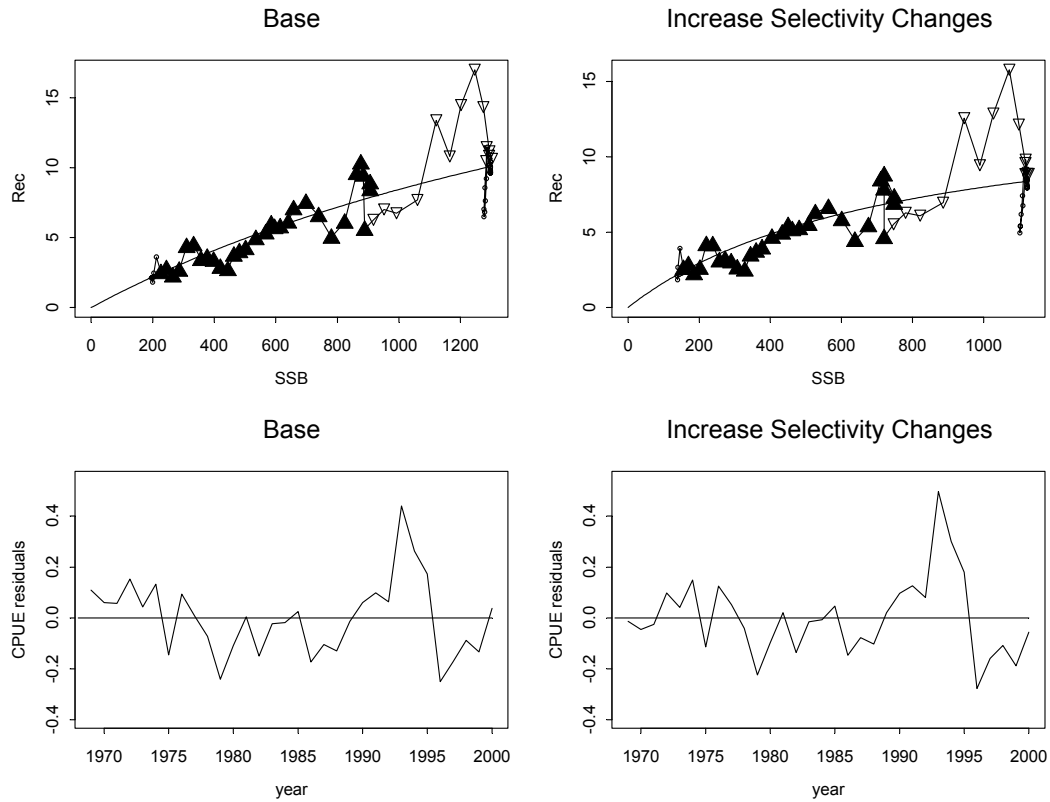 Base
Increase Selectivity Changes
Rec
15
10
5
0
0 200 400 600 800 1000 1200
SSB
Rec
15
10
5
0
0 200 400 600 800 1000
SSB
Base
Increase Selectivity Changes
CPUE residuals
0.4
0.2
0.0
-0.2
-0.4
1970 1975 1980 1985 1990 1995 2000
year
CPUE residuals
0.4
0.2
0.0
-0.2
-0.4
1970 1975 1980 1985 1990 1995 2000
year